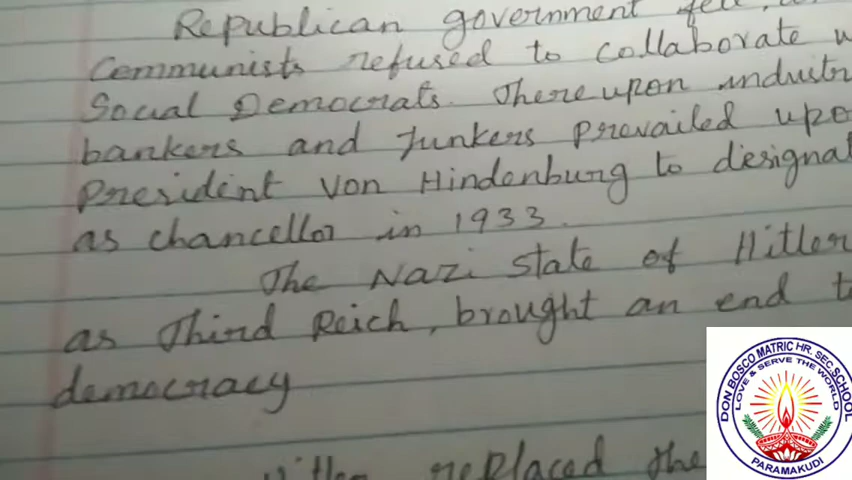 Republican government fell,
Communists refused to collaborate
Social Democrats. Thereupon industr
bankers and Junkers prevailed upo
President von Hindenburg to designat
as chancellor in 1933.
The Nazi state of Hitler
as Third Reich, brought an end t
democracy
replaced the
DON BOSCO MATRIC HR. SEC. SCHOOL
LOVE & SERVE THE WORLD
PARAMAKUDI